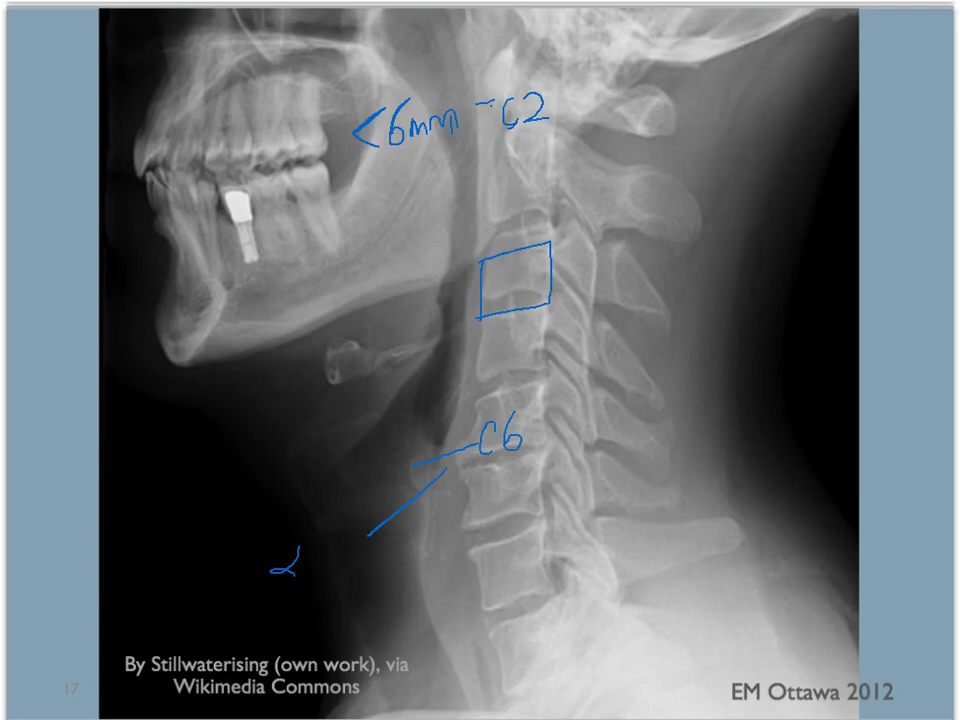 <6mm - C2
C6
By Stillwaterising (own work), via
Wikimedia Commons
17
EM Ottawa 2012